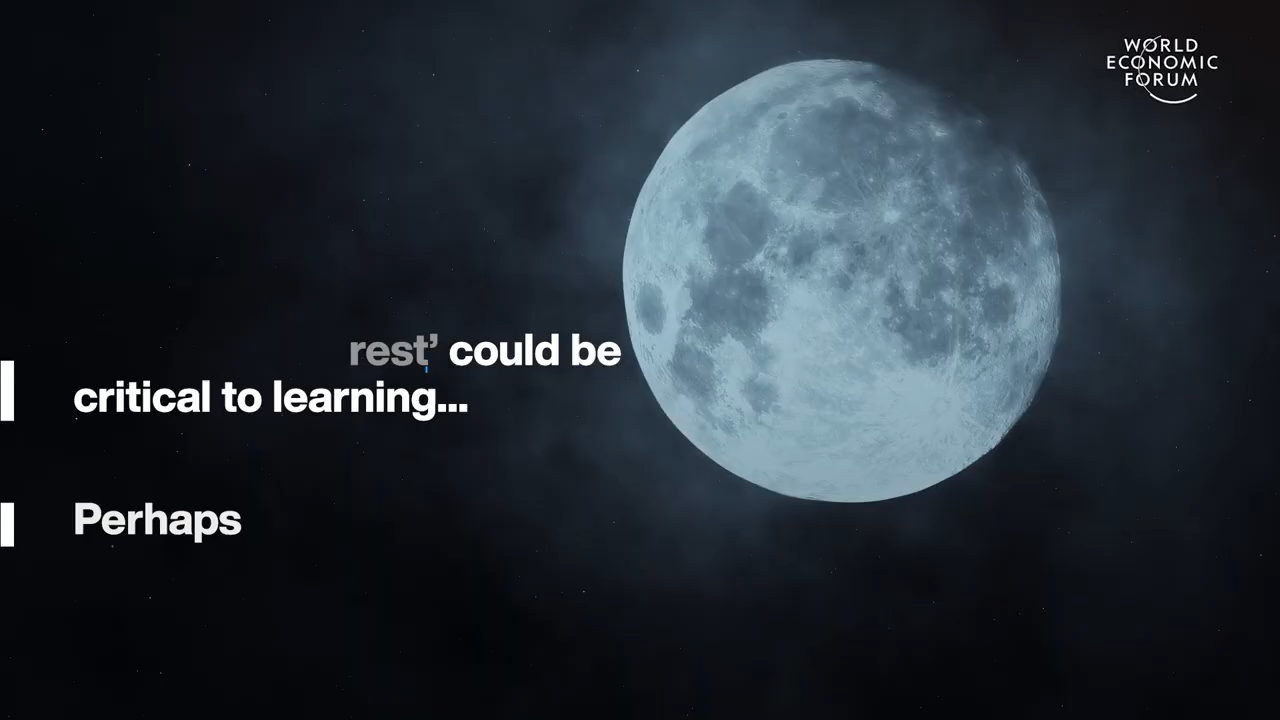 WORLD
ECONOMIC
FORUM
rest’ could be
critical to learning...
Perhaps